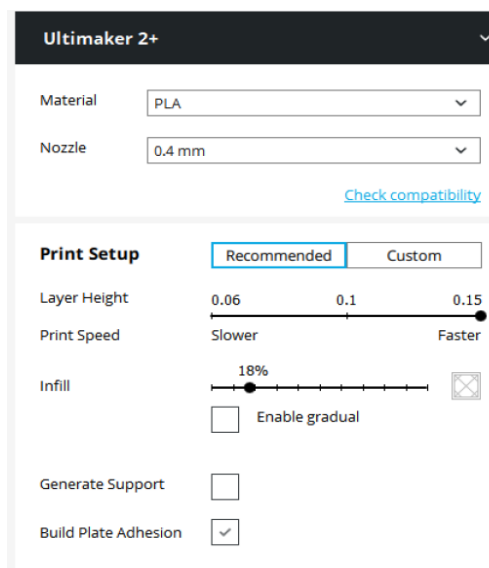 Ultimaker 2+
Material PLA
Nozzle 0.4 mm
Check compatibility
Print Setup Recommended Custom
Layer Height 0.06 0.1 0.15
Print Speed Slower Faster
18%
Infill
Enable gradual
Generate Support
Build Plate Adhesion